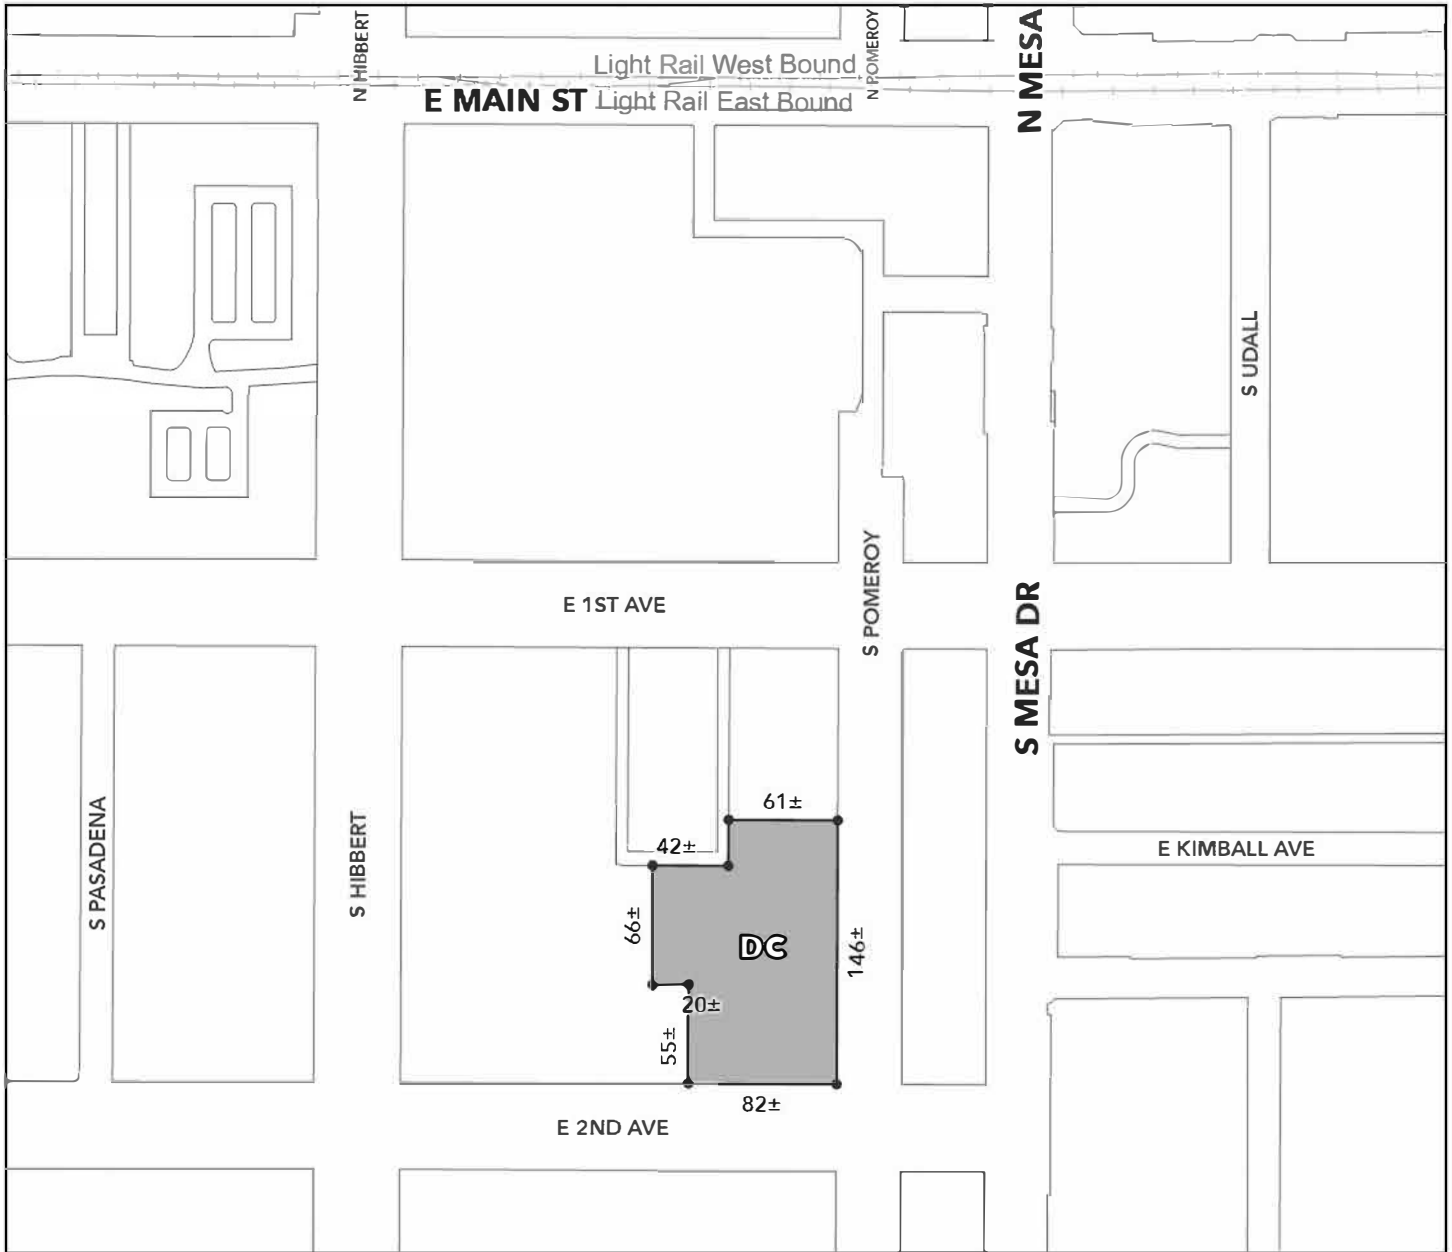 N HIBBERT
Light Rail West Bound
N POMEROY
N MESA
E MAIN ST
Light Rail East Bound
S UDALL
E 1ST AVE
S POMEROY
S MESA DR
S PASADENA
S HIBBERT
61±
42±
E KIMBALL AVE
66±
DC
146±
20±
55±
82±
E 2ND AVE